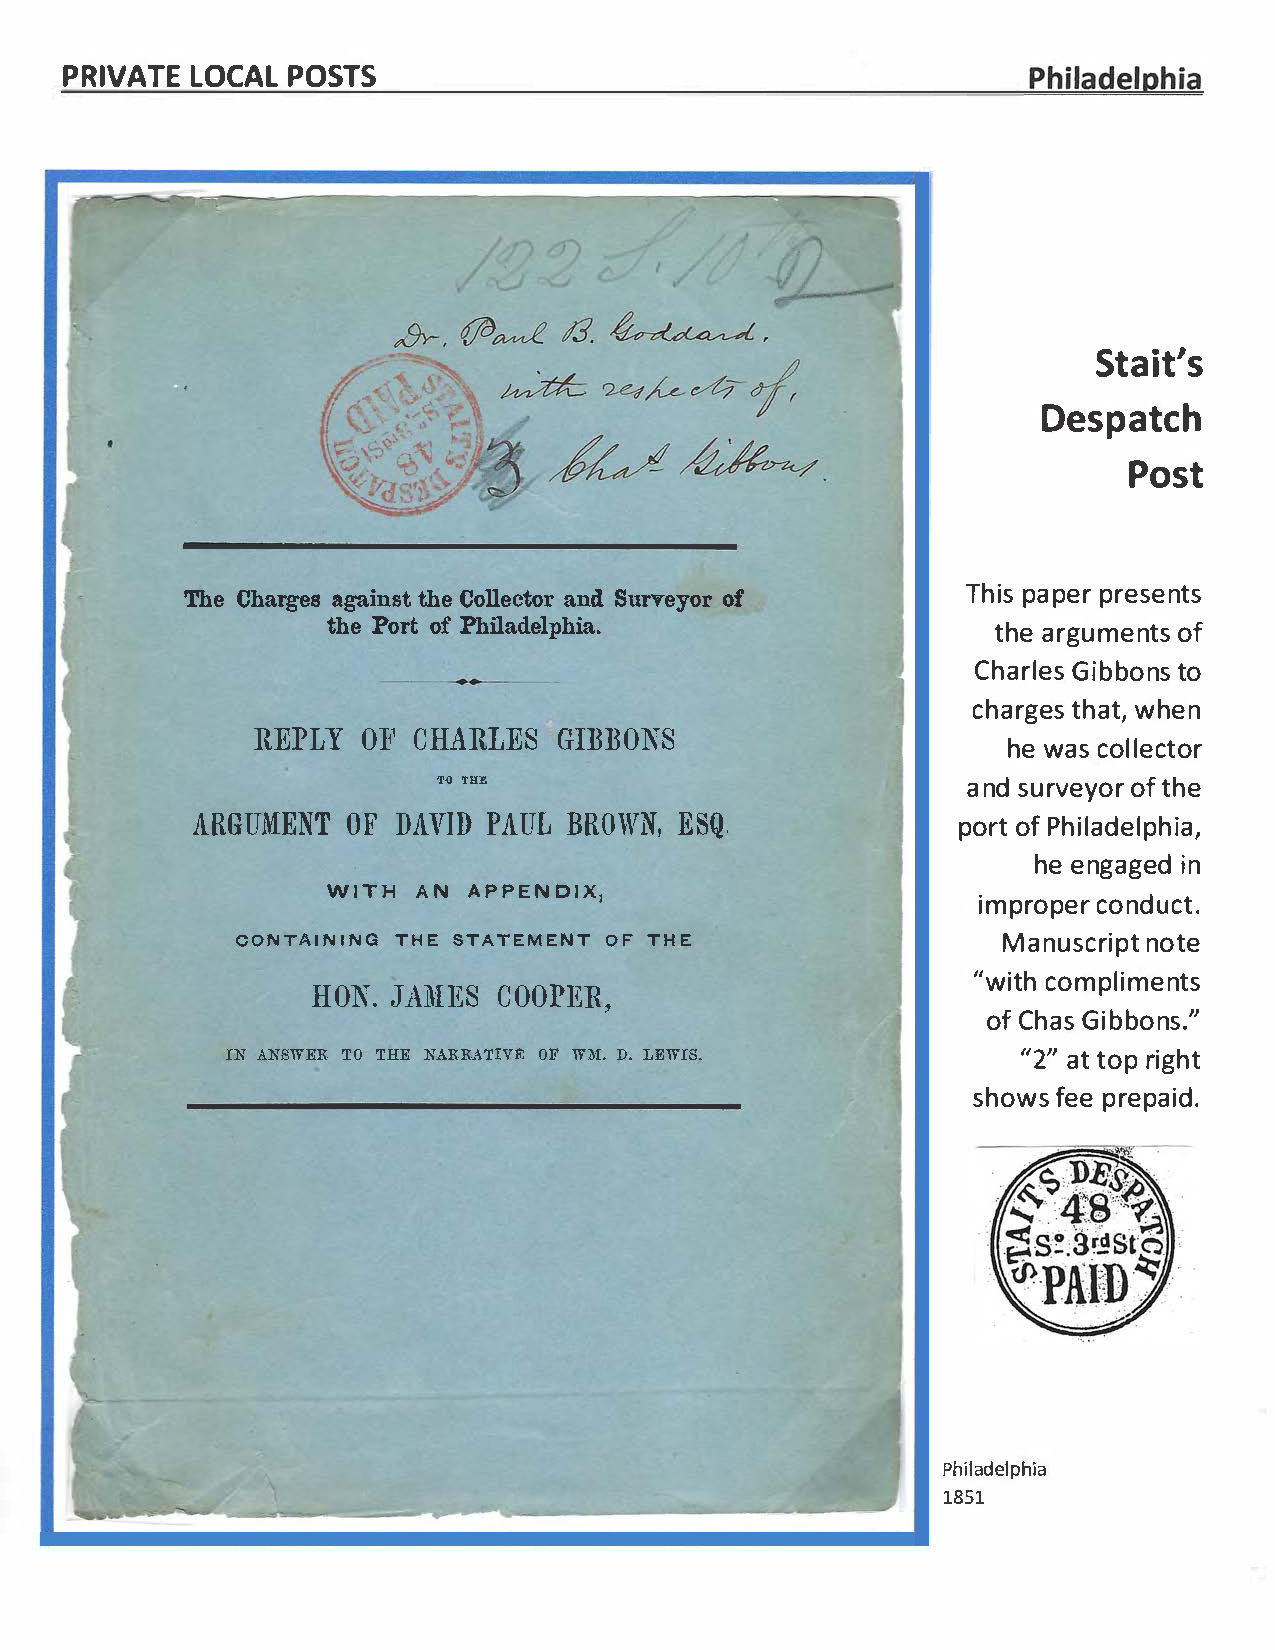 PRIVATE LOCAL POSTS
Philadelphia
122 S. 10th
2
Dr. Paul B. Goddard.
with respects of,
3 Chas Gibbons.
STAIT'S DESPATCH
48
So. 3rd St
PAID
The Charges against the Collector and Surveyor of
the Port of Philadelphia.
REPLY OF CHARLES GIBBONS
TO THE
ARGUMENT OF DAVID PAUL BROWN, ESQ.
WITH AN APPENDIX,
CONTAINING THE STATEMENT OF THE
HON. JAMES COOPER,
IN ANSWER TO THE NARRATIVE OF WM. D. LEWIS.
Stait's
Despatch
Post
This paper presents
the arguments of
Charles Gibbons to
charges that, when
he was collector
and surveyor of the
port of Philadelphia,
he engaged in
improper conduct.
Manuscript note
"with compliments
of Chas Gibbons."
"2" at top right
shows fee prepaid.
STAITS DESPATCH
48
So. 3rd St
PAID
Philadelphia
1851